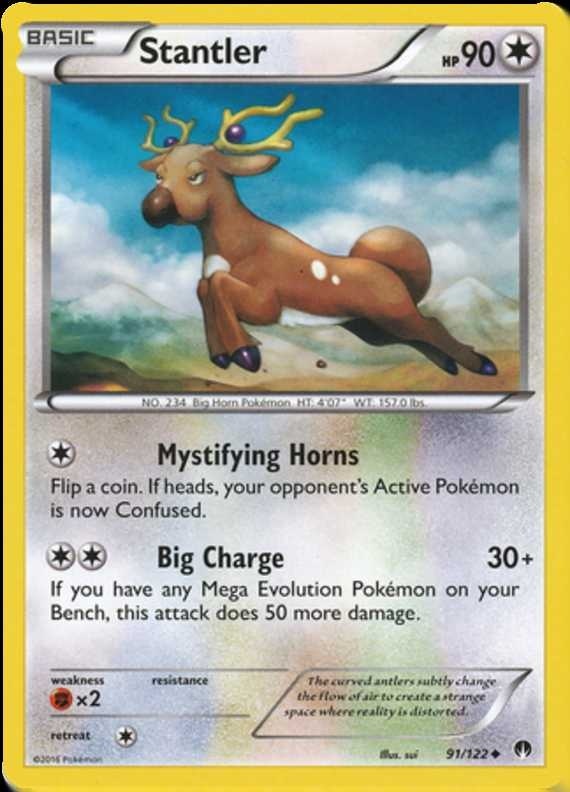 BASIC
Stantler
HP 90
NO. 234 Big Horn Pokémon HT: 4'07" WT: 157.0 lbs.
Mystifying Horns
Flip a coin. If heads, your opponent's Active Pokémon
is now Confused.
Big Charge 30+
If you have any Mega Evolution Pokémon on your
Bench, this attack does 50 more damage.
weakness resistance
×2
retreat
The curved antlers subtly change
the flow of air to create a strange
space where reality is distorted.
©2016 Pokémon
Illus. sui 91/122